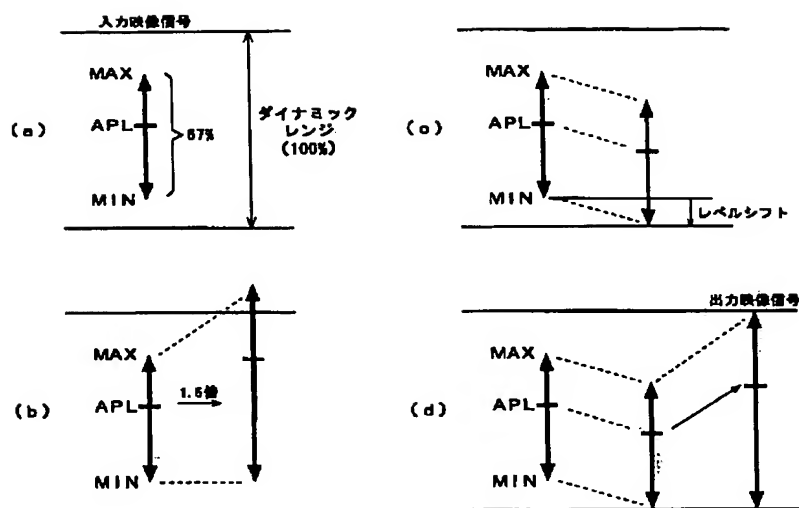 入力映像信号
(a)
MAX
APL
MIN
67%
ダイナミック
レンジ
(100%)
(c)
MAX
APL
MIN
レベルシフト
(b)
MAX
APL
MIN
1.5倍
(d)
出力映像信号
MAX
APL
MIN